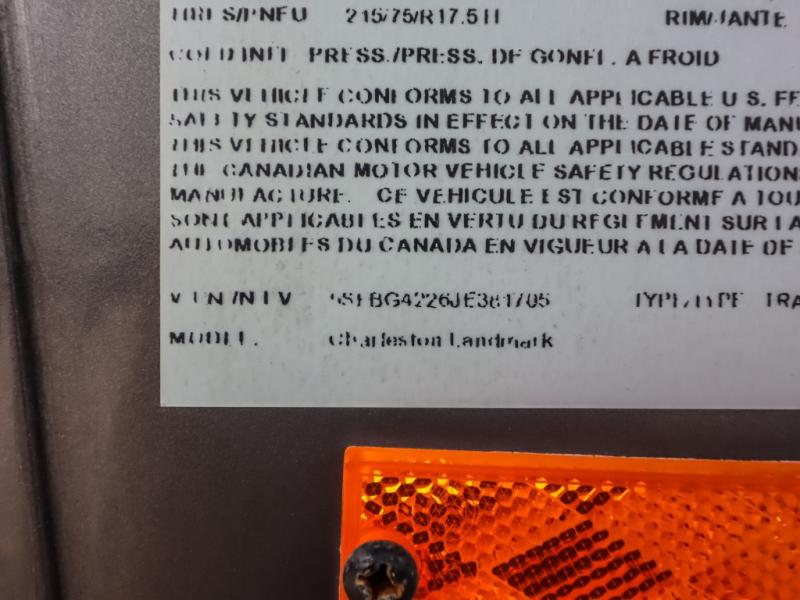 TIRES/PNEU 215/75/R17.5H RIM/JANTE
COLD INFL. PRESS./PRESS. DE GONFL. A FROID
THIS VEHICLE CONFORMS TO ALL APPLICABLE U.S. FE
SAFETY STANDARDS IN EFFECT ON THE DATE OF MANU
THIS VEHICLE CONFORMS TO ALL APPLICABLE STAND
THE CANADIAN MOTOR VEHICLE SAFETY REGULATIONS
MANUFACTURE. CE VEHICULE EST CONFORME A TOU
SONT APPLICABLES EN VERTU DU REGLEMENT SUR LA
AUTOMOBILES DU CANADA EN VIGUEUR A LA DATE DE
VIN/NIV TYPE/TYPE TRA
MODEL: Charleston Landmark